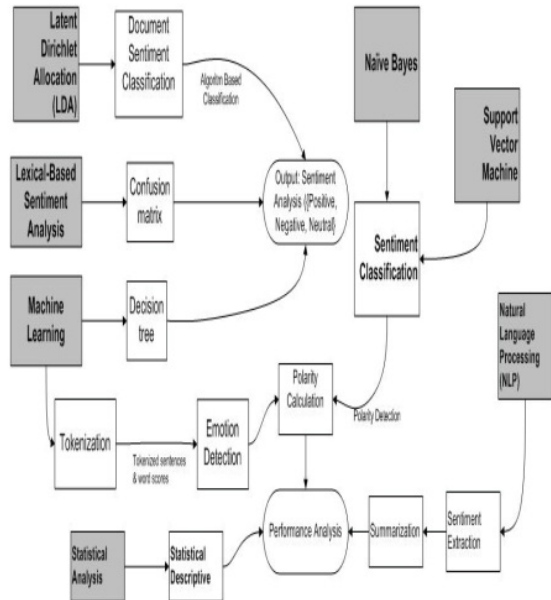 Latent
Dirichlet
Allocation
(LDA)
Document
Sentiment
Classification
Algoritm Based
Classification
Naïve Bayes
Support
Vector
Machine
Lexical-Based
Sentiment
Analysis
Confusion
matrix
Output: Sentiment
Analysis ({Positive,
Negative, Neutral}
Sentiment
Classification
Machine
Learning
Decision
tree
Natural
Language
Processing
(NLP)
Polarity
Calculation
Polarity Detection
Tokenization
Tokenized sentences
& word scores
Emotion
Detection
Performance Analysis
Summarization
Sentiment
Extraction
Statistical
Analysis
Statistical
Descriptive